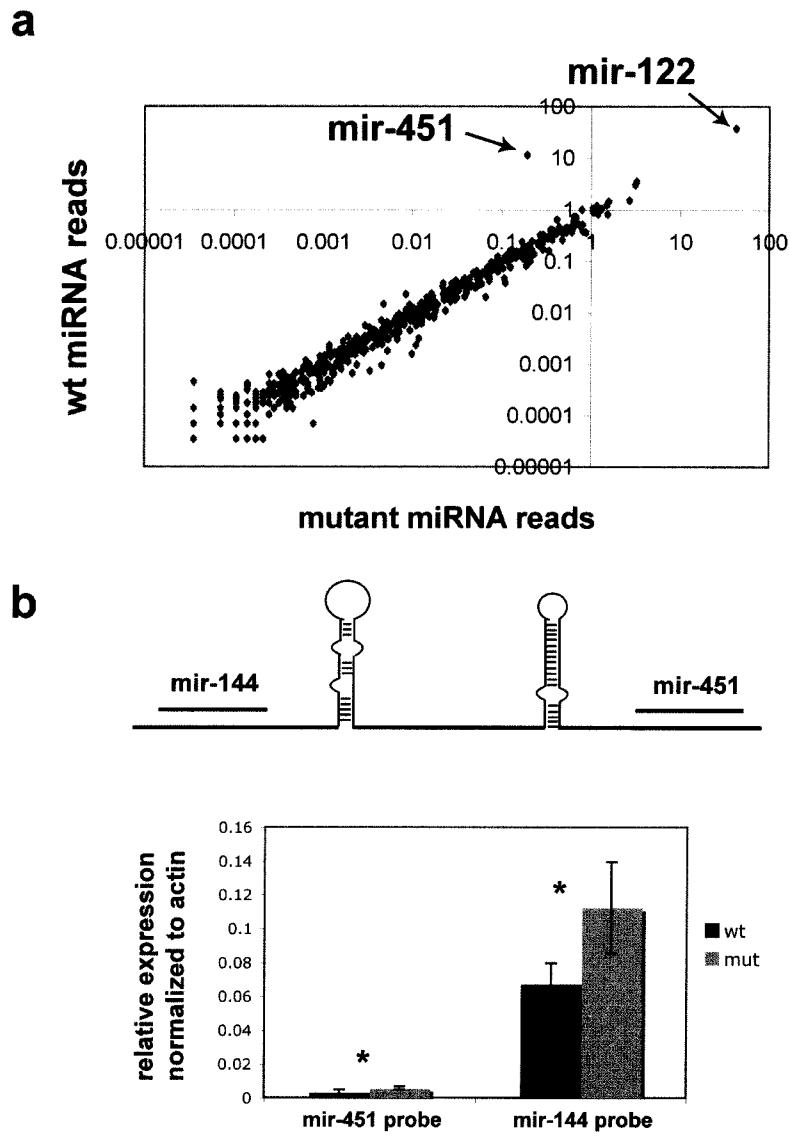 a
mir-122
mir-451
wt miRNA reads
100
10
1
0.1
0.01
0.001
0.0001
0.00001
0.00001 0.0001 0.001 0.01 0.1 1 10 100
mutant miRNA reads
b
mir-144
mir-451
relative expression
normalized to actin
0.16
0.14
0.12
0.1
0.08
0.06
0.04
0.02
0
*
*
wt
mut
mir-451 probe mir-144 probe